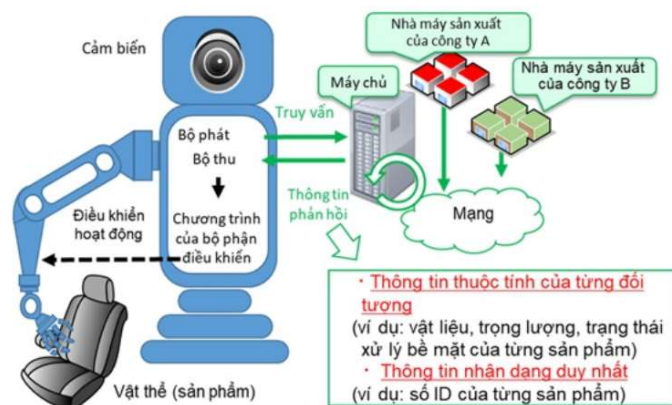 Cảm biến
Nhà máy sản xuất
của công ty A
Máy chủ
Nhà máy sản xuất
của công ty B
Bộ phát
Bộ thu
Truy vấn
Thông tin
phản hồi
Mạng
Điều khiển
hoạt động
Chương trình
của bộ phận
điều khiển
Vật thể (sản phẩm)
・Thông tin thuộc tính của từng đối
tượng
(ví dụ: vật liệu, trọng lượng, trạng thái
xử lý bề mặt của từng sản phẩm)
・Thông tin nhận dạng duy nhất
(ví dụ: số ID của từng sản phẩm)